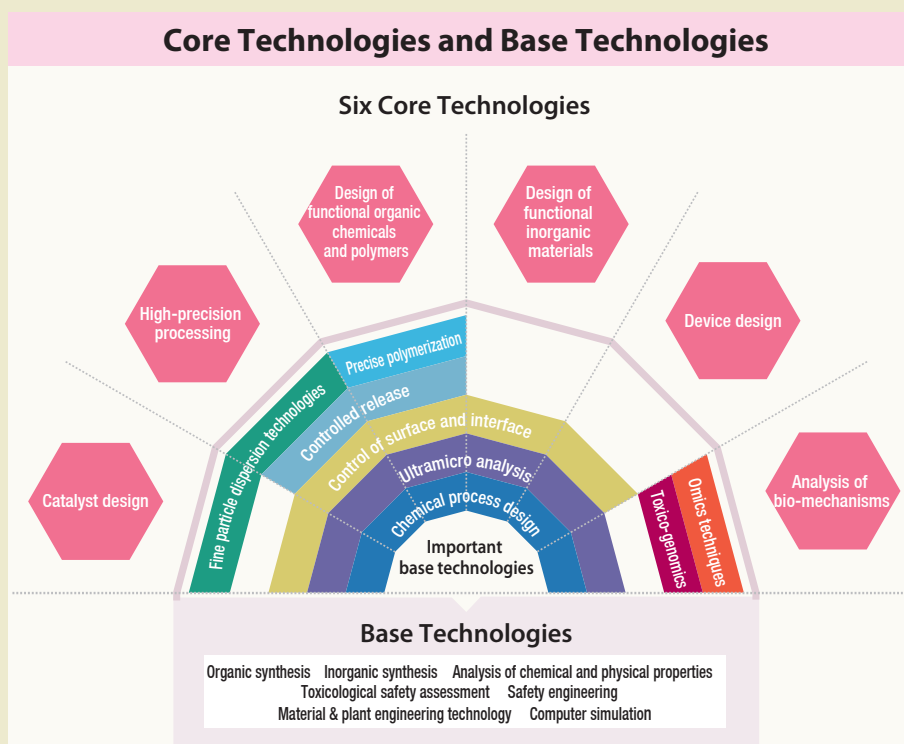 Core Technologies and Base Technologies
Six Core Technologies
Catalyst design
High-precision
processing
Design of
functional organic
chemicals
and polymers
Design of
functional
inorganic
materials
Device design
Analysis of
bio-mechanisms
Fine particle dispersion technologies
Precise polymerization
Controlled release
Control of surface and interface
Ultramicro analysis
Chemical process design
Toxico-genomics
Omics techniques
Important
base technologies
Base Technologies
Organic synthesis Inorganic synthesis Analysis of chemical and physical properties
Toxicological safety assessment Safety engineering
Material & plant engineering technology Computer simulation